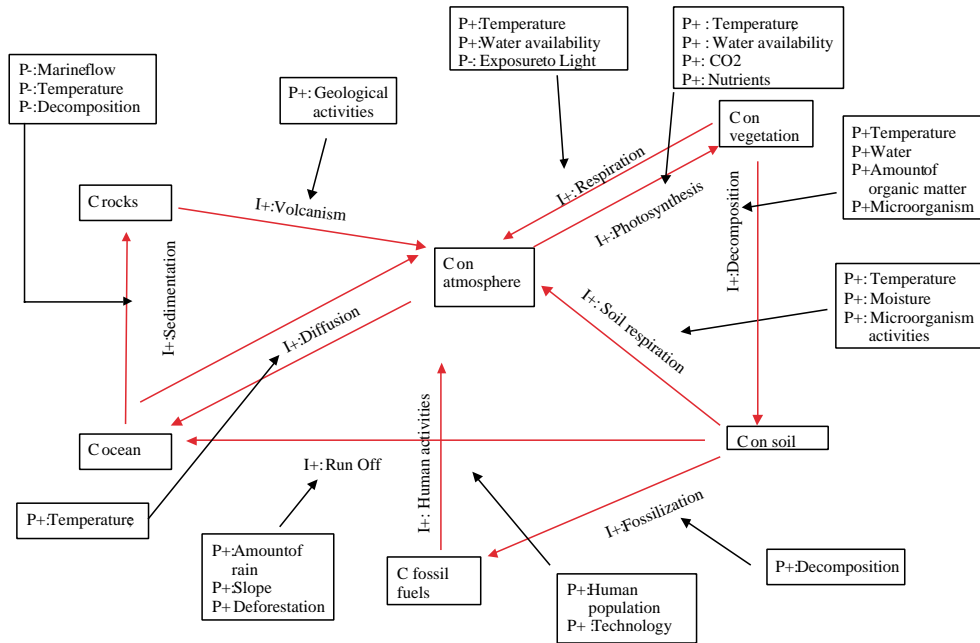 P-:Marineflow
P-:Temperature
P-:Decomposition
P+: Geological
activities
P+:Temperature
P+:Water availability
P-: Exposureto Light
P+ : Temperature
P+ : Water availability
P+: CO2
P+: Nutrients
C on
vegetation
P+Temperature
P+Water
P+Amountof
organic matter
P+Microorganism
C rocks
I+:Volcanism
I+: Respiration
I+:Photosynthesis
I+:Decomposition
C on
atmosphere
I+:Sedimentation
I+:Diffusion
I+: Soil respiration
P+: Temperature
P+: Moisture
P+: Microorganism
activities
C ocean
C on soil
I+: Run Off
I+: Human activities
I+:Fossilization
P+:Temperature
P+:Amountof
rain
P+:Slope
P+ Deforestation
C fossil
fuels
P+:Human
population
P+ :Technology
P+:Decomposition